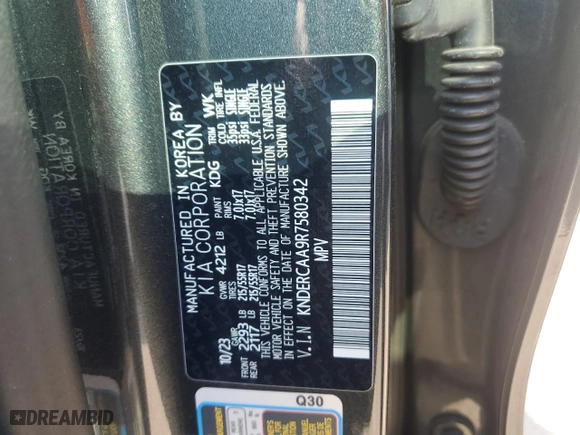 MANUFACTURED IN KOREA BY
KIA CORPORATION
GVWR 4212 LB PAINT KDG TRIM WK
10/23 GAWR TIRES RIMS COLD TIRE INFL
FRONT 2293 LB 215/55R17 7.0Jx17 35psi SINGLE
REAR 2117 LB 215/55R17 7.0Jx17 33psi SINGLE
THIS VEHICLE CONFORMS TO ALL APPLICABLE U.S.A. FEDERAL
MOTOR VEHICLE SAFETY AND THEFT PREVENTION STANDARDS
IN EFFECT ON THE DATE OF MANUFACTURE SHOWN ABOVE.
V.I.N KNDERCAA9R7580342
MPV
Q30
DREAMBID